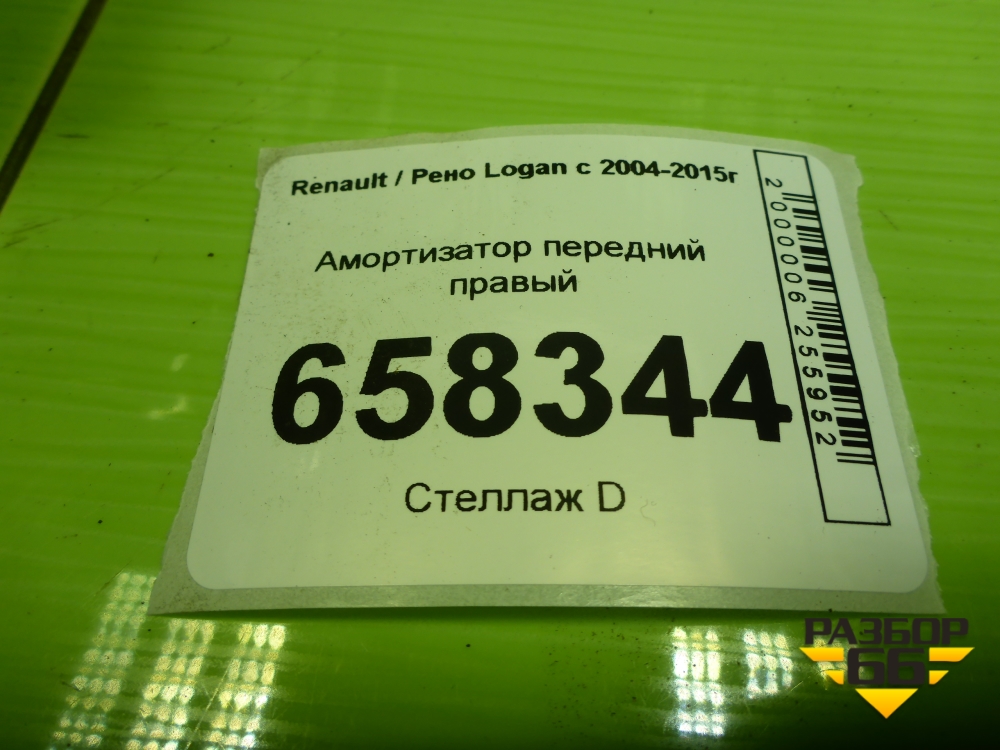 Renault / Рено Logan с 2004-2015г
Амортизатор передний
правый
658344
Стеллаж D
2000006255952
РАЗБОР
66